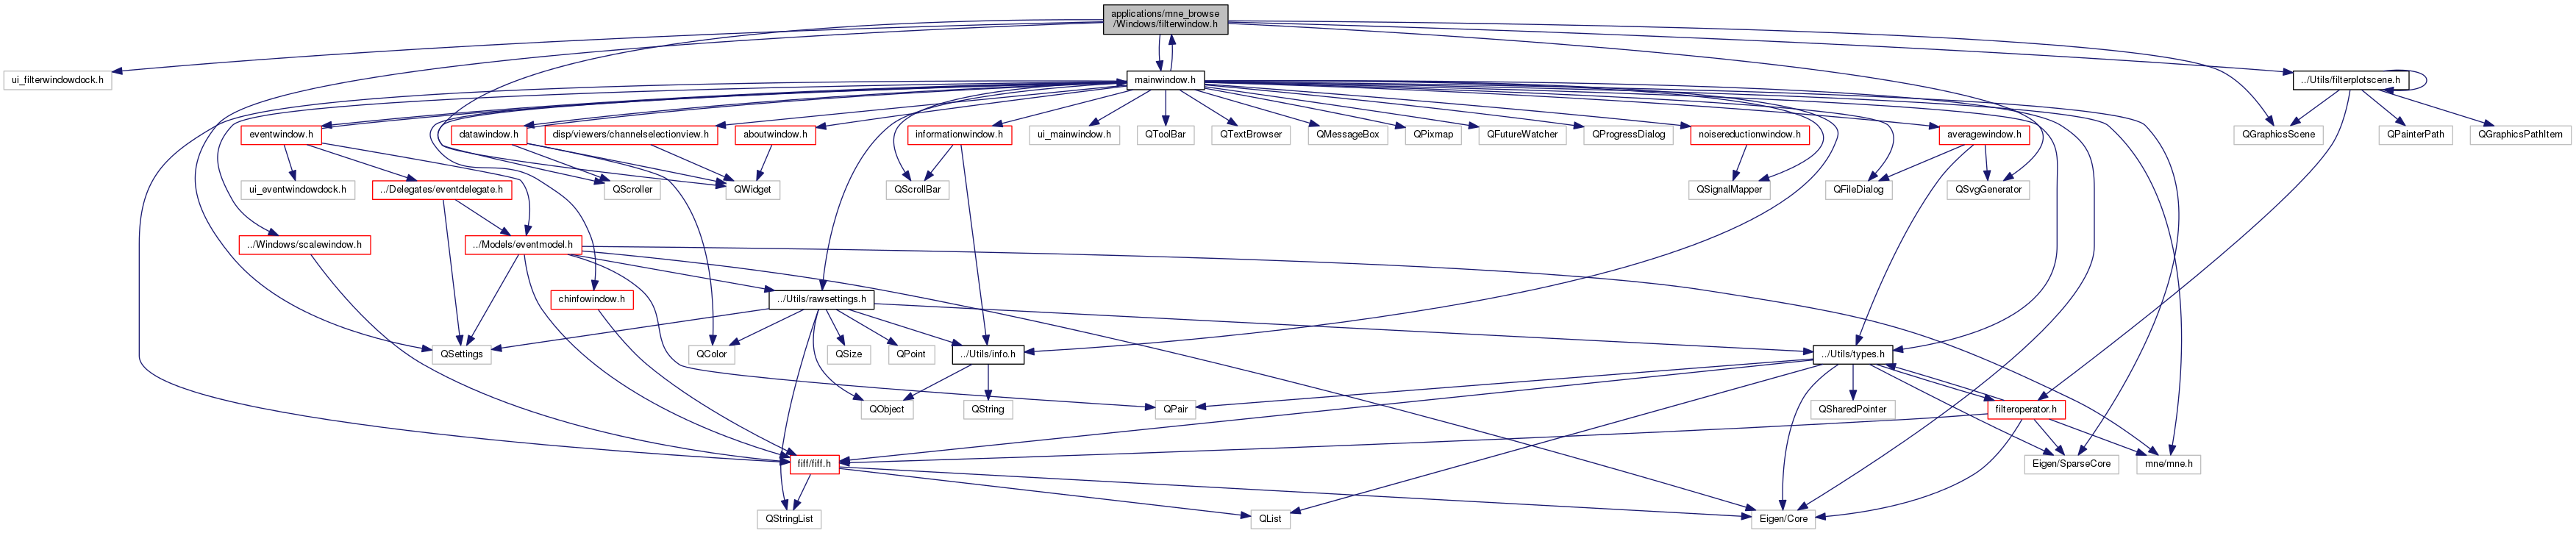 applications/mne_browse
/Windows/filterwindow.h
ui_filterwindowdock.h
mainwindow.h
../Utils/filterplotscene.h
eventwindow.h
datawindow.h
disp/viewers/channelselectionview.h
aboutwindow.h
informationwindow.h
ui_mainwindow.h
QToolBar
QTextBrowser
QMessageBox
QPixmap
QFutureWatcher
QProgressDialog
noisereductionwindow.h
averagewindow.h
QGraphicsScene
QPainterPath
QGraphicsPathItem
ui_eventwindowdock.h
../Delegates/eventdelegate.h
QScroller
QWidget
QScrollBar
QSignalMapper
QFileDialog
QSvgGenerator
../Windows/scalewindow.h
../Models/eventmodel.h
chinfowindow.h
../Utils/rawsettings.h
QSettings
QColor
QSize
QPoint
../Utils/info.h
../Utils/types.h
QObject
QString
QPair
QSharedPointer
filteroperator.h
fiff/fiff.h
Eigen/SparseCore
mne/mne.h
QStringList
QList
Eigen/Core